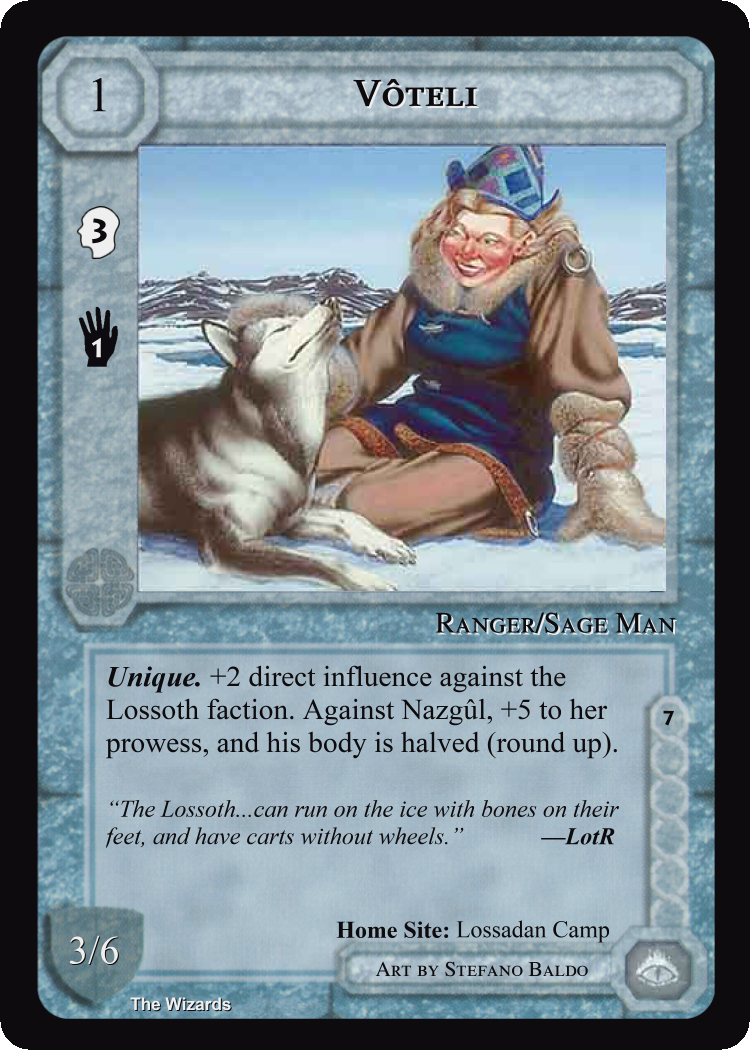 1
Vôteli
3
1
Ranger/Sage Man
Unique. +2 direct influence against the
Lossoth faction. Against Nazgûl, +5 to her
prowess, and his body is halved (round up).
7
“The Lossoth...can run on the ice with bones on their
feet, and have carts without wheels.” —LotR
Home Site: Lossadan Camp
3/6
Art by Stefano Baldo
The Wizards